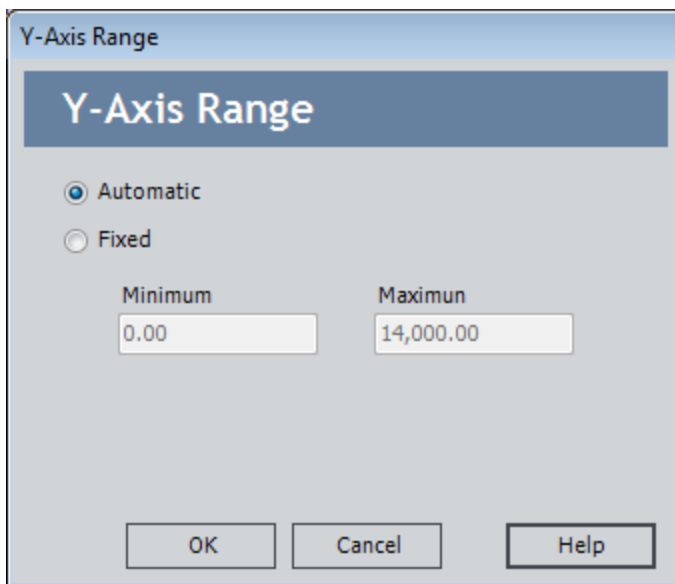 Y-Axis Range
Y-Axis Range
Automatic
Fixed
Minimum Maximun
0.00 14,000.00
OK Cancel Help